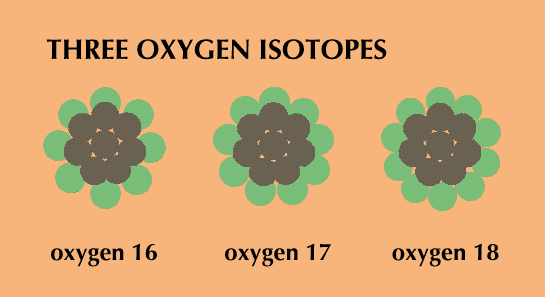 THREE OXYGEN ISOTOPES
oxygen 16
oxygen 17
oxygen 18